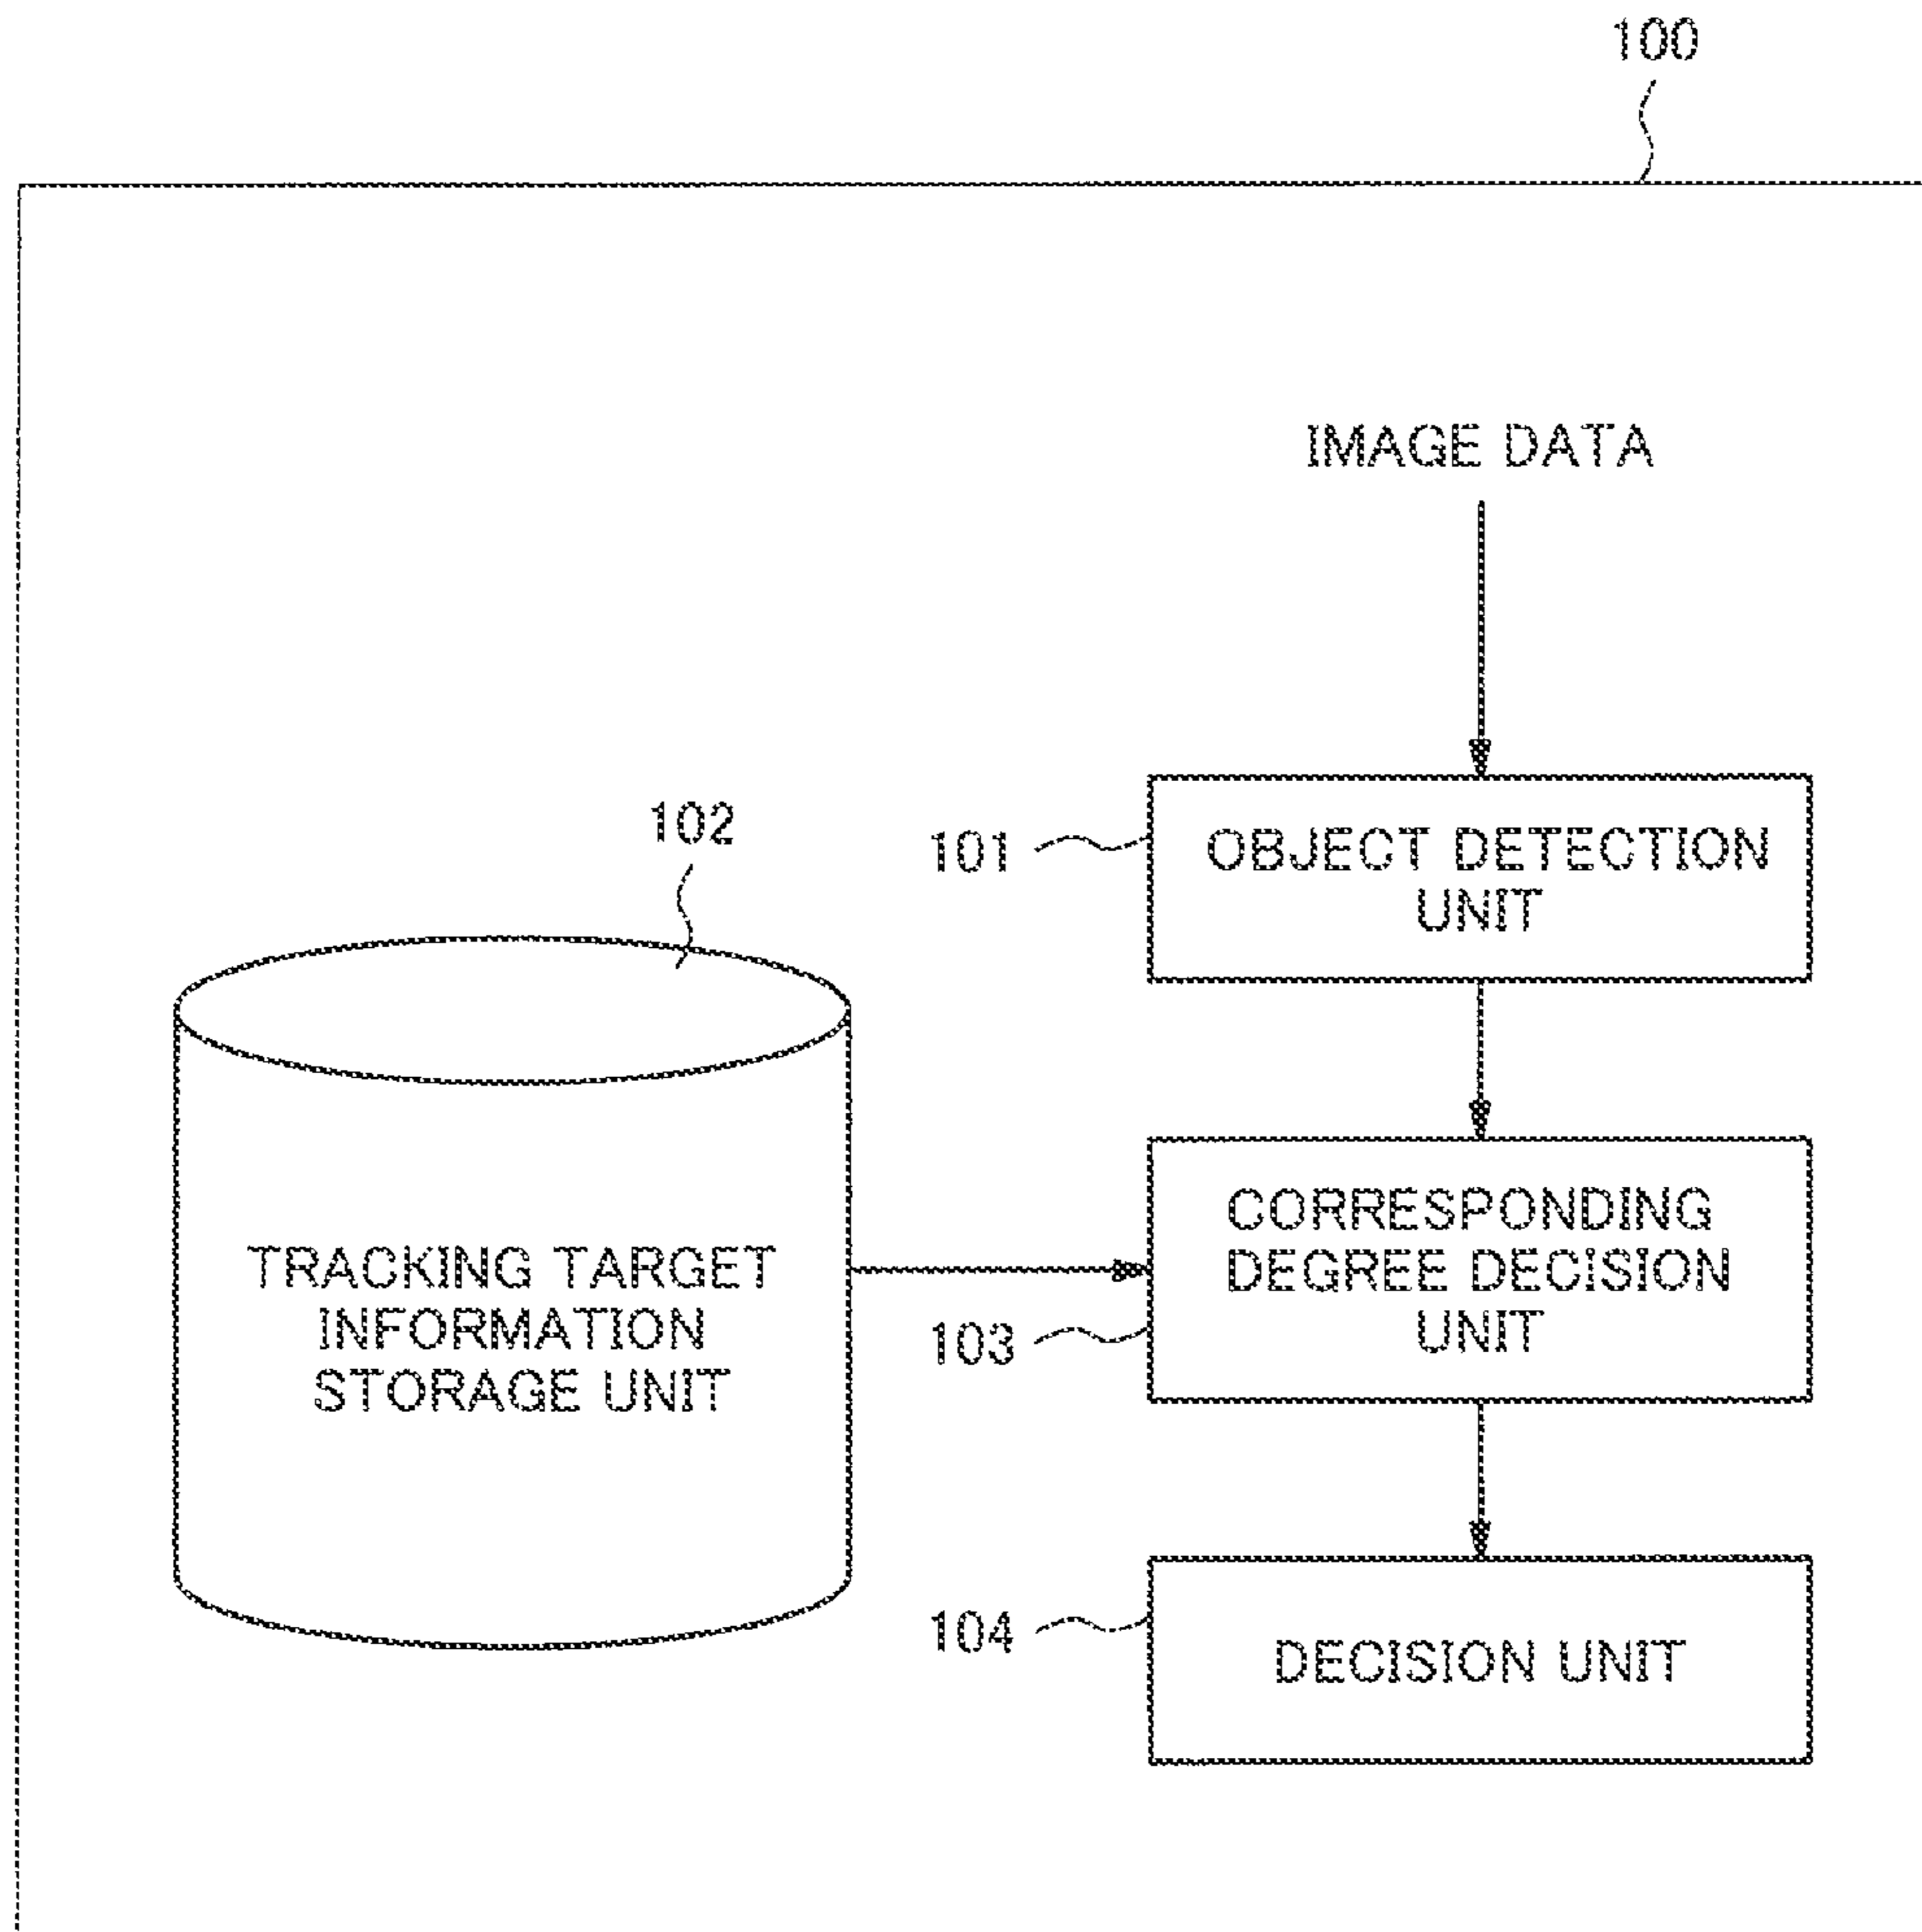 100
IMAGE DATA
101
OBJECT DETECTION
UNIT
102
TRACKING TARGET
INFORMATION
STORAGE UNIT
103
CORRESPONDING
DEGREE DECISION
UNIT
104
DECISION UNIT